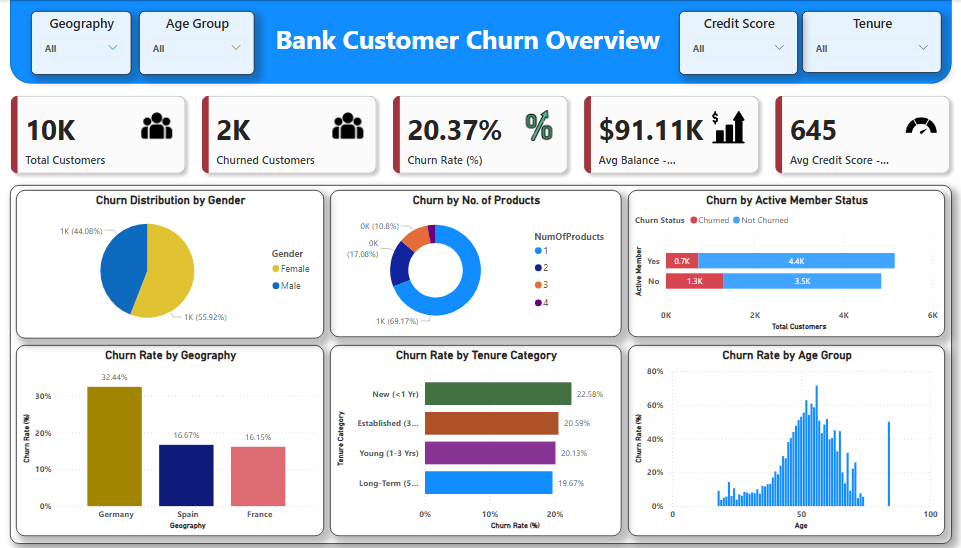 Geography
All
Age Group
All
Bank Customer Churn Overview
Credit Score
All
Tenure
All
10K
Total Customers
2K
Churned Customers
20.37%
Churn Rate (%)
%
$91.11K
Avg Balance -...
$
645
Avg Credit Score -...
Churn Distribution by Gender
1K (44.08%)
1K (55.92%)
Gender
Female
Male
Churn by No. of Products
0K (10.8%)
0K
(17.08%)
1K (69.17%)
NumOfProducts
1
2
3
4
Churn by Active Member Status
Churn Status Churned Not Churned
Active Member
Yes 0.7K 4.4K
No 1.3K 3.5K
0K 2K 4K 6K
Total Customers
Churn Rate by Geography
Churn Rate (%)
30%
20%
10%
0%
32.44%
16.67%
16.15%
Germany Spain France
Geography
Churn Rate by Tenure Category
Tenure Category
New (<1 Yr) 22.58%
Established (3... 20.59%
Young (1-3 Yrs) 20.13%
Long-Term (5... 19.67%
0% 10% 20%
Churn Rate (%)
Churn Rate by Age Group
Churn Rate (%)
80%
60%
40%
20%
0%
0 50 100
Age